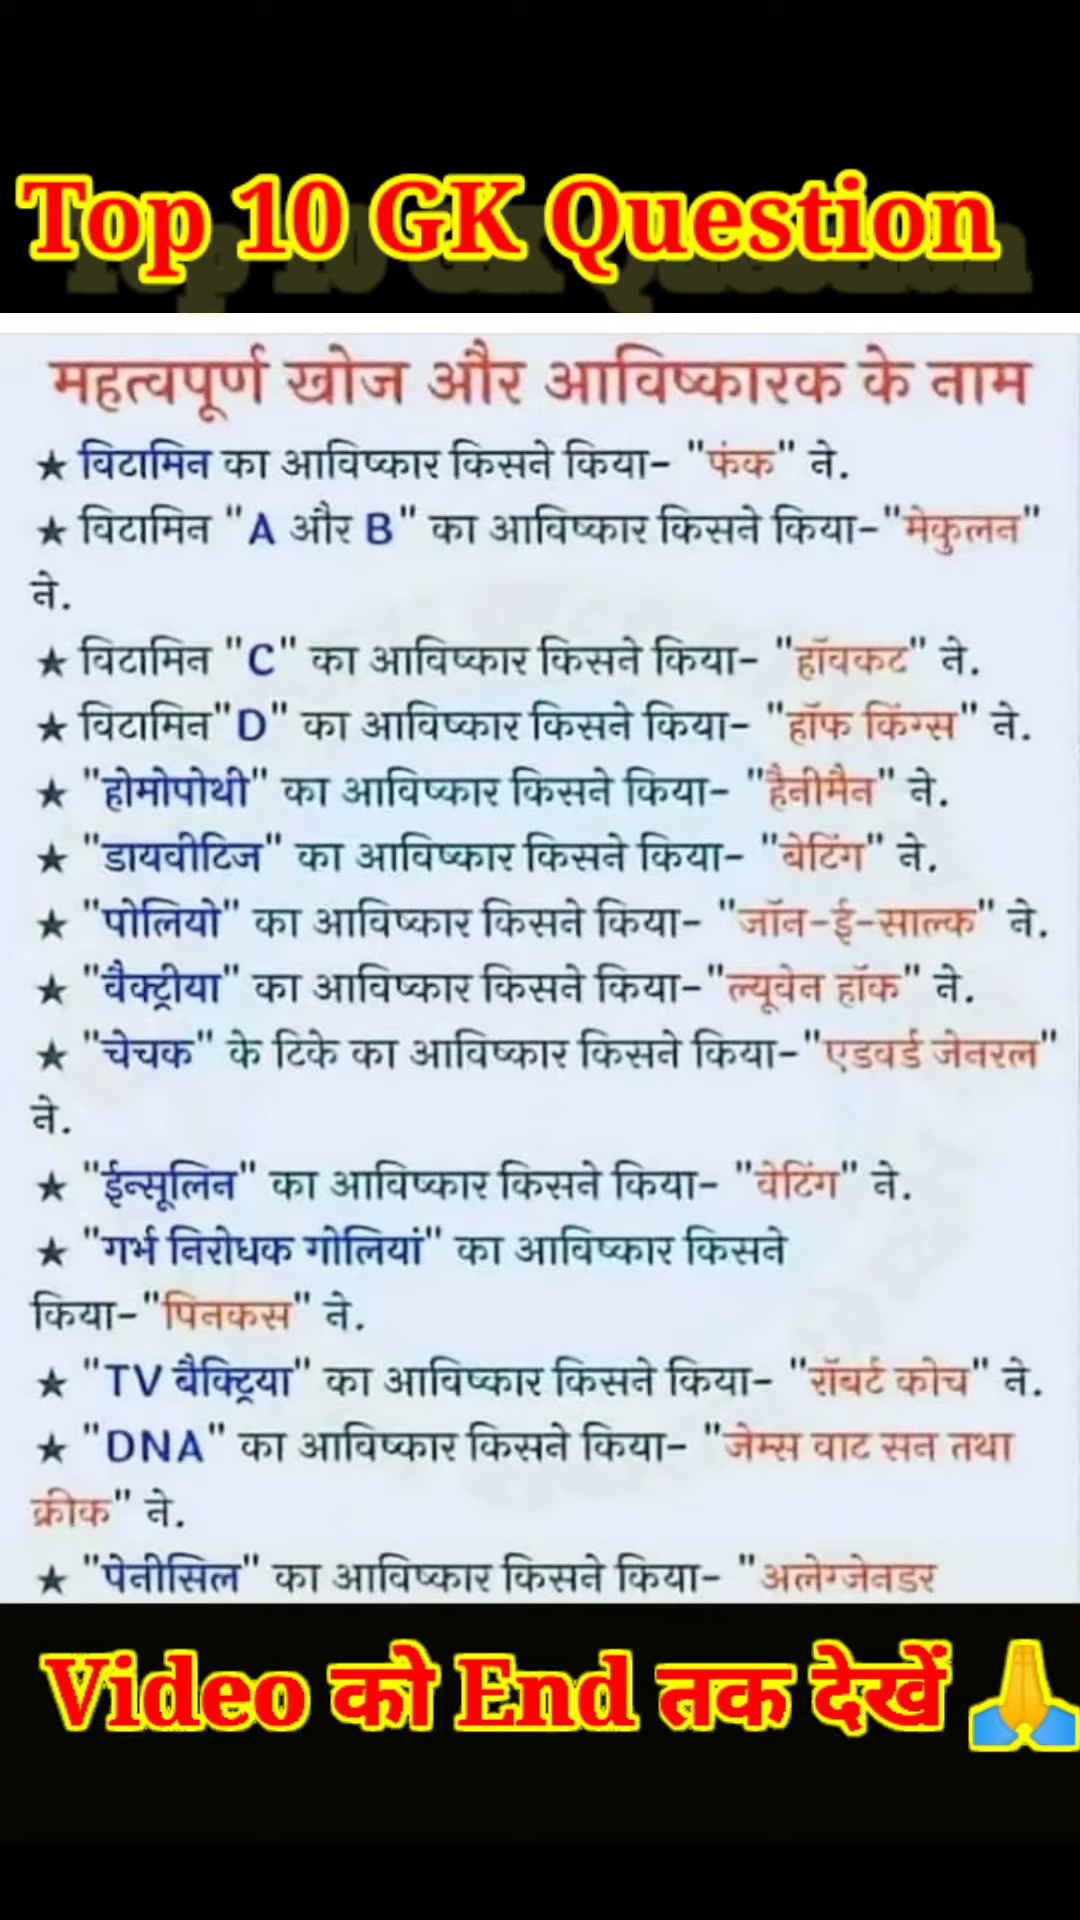 Top 10 GK Question
महत्वपूर्ण खोज और आविष्कारक के नाम
★ विटामिन का आविष्कार किसने किया- "फंक" ने.
★ विटामिन "A और B" का आविष्कार किसने किया-"मेकुलन"
ने.
★ विटामिन "C" का आविष्कार किसने किया- "हॉवकट" ने.
★ विटामिन"D" का आविष्कार किसने किया- "हॉफ किंग्स" ने.
★ "होमोपोथी" का आविष्कार किसने किया- "हैनीमैन" ने.
★ "डायवीटिज" का आविष्कार किसने किया- "बेटिंग" ने.
★ "पोलियो" का आविष्कार किसने किया- "जॉन-ई-साल्क" ने.
★ "वैक्ट्रीया" का आविष्कार किसने किया-"ल्यूवेन हॉक" ने.
★ "चेचक" के टिके का आविष्कार किसने किया-"एडवर्ड जेनरल"
ने.
★ "ईन्सूलिन" का आविष्कार किसने किया- "वेटिंग" ने.
★ "गर्भ निरोधक गोलियां" का आविष्कार किसने
किया-"पिनकस" ने.
★ "TV बैक्ट्रिया" का आविष्कार किसने किया- "रॉबर्ट कोच" ने.
★ "DNA" का आविष्कार किसने किया- "जेम्स वाट सन तथा
क्रीक" ने.
★ "पेनीसिल" का आविष्कार किसने किया- "अलेग्जेनडर
Video को End तक देखें